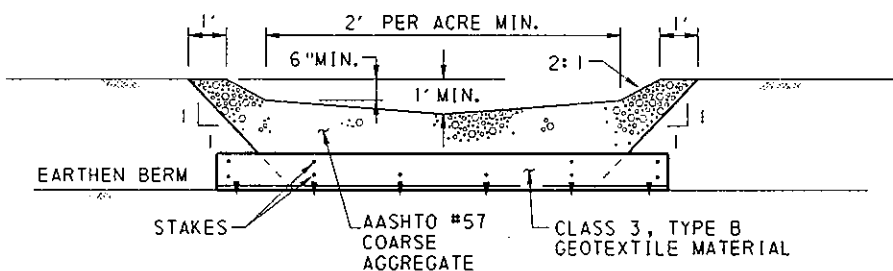 1'
2' PER ACRE MIN.
1'
6"MIN.
2:1
1' MIN.
1
1
1
1
EARTHEN BERM
STAKES
AASHTO #57
COARSE
AGGREGATE
CLASS 3, TYPE B
GEOTEXTILE MATERIAL